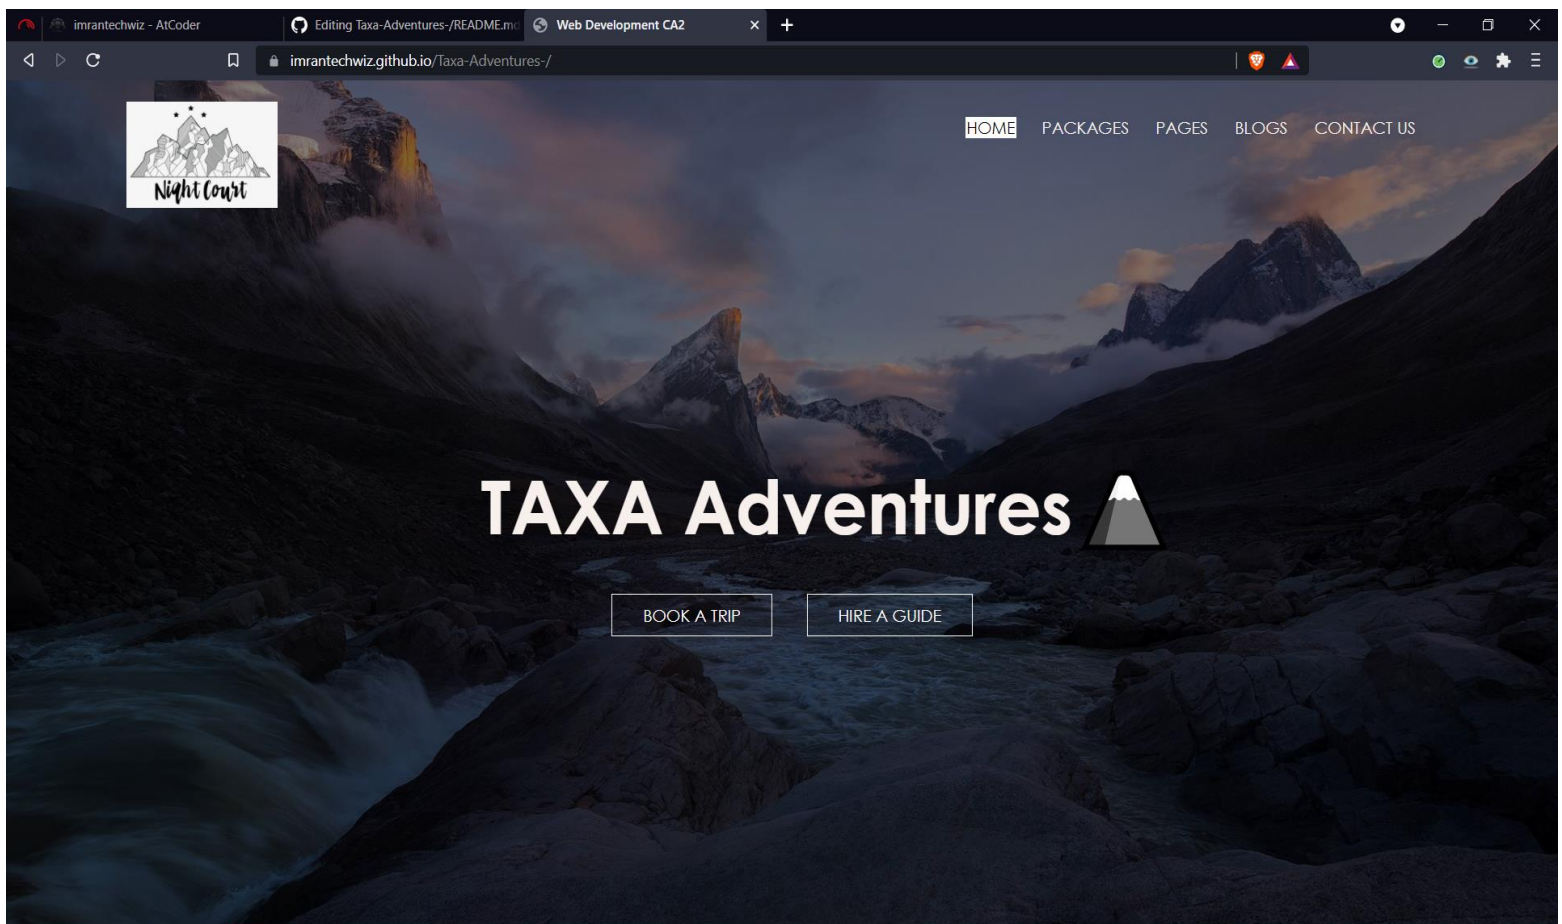 imrantechwiz - AtCoder
Editing Taxa-Adventures-/README.md
Web Development CA2
imrantechwiz.github.io/Taxa-Adventures-/
Night Court
HOME PACKAGES PAGES BLOGS CONTACT US
TAXA Adventures
BOOK A TRIP HIRE A GUIDE